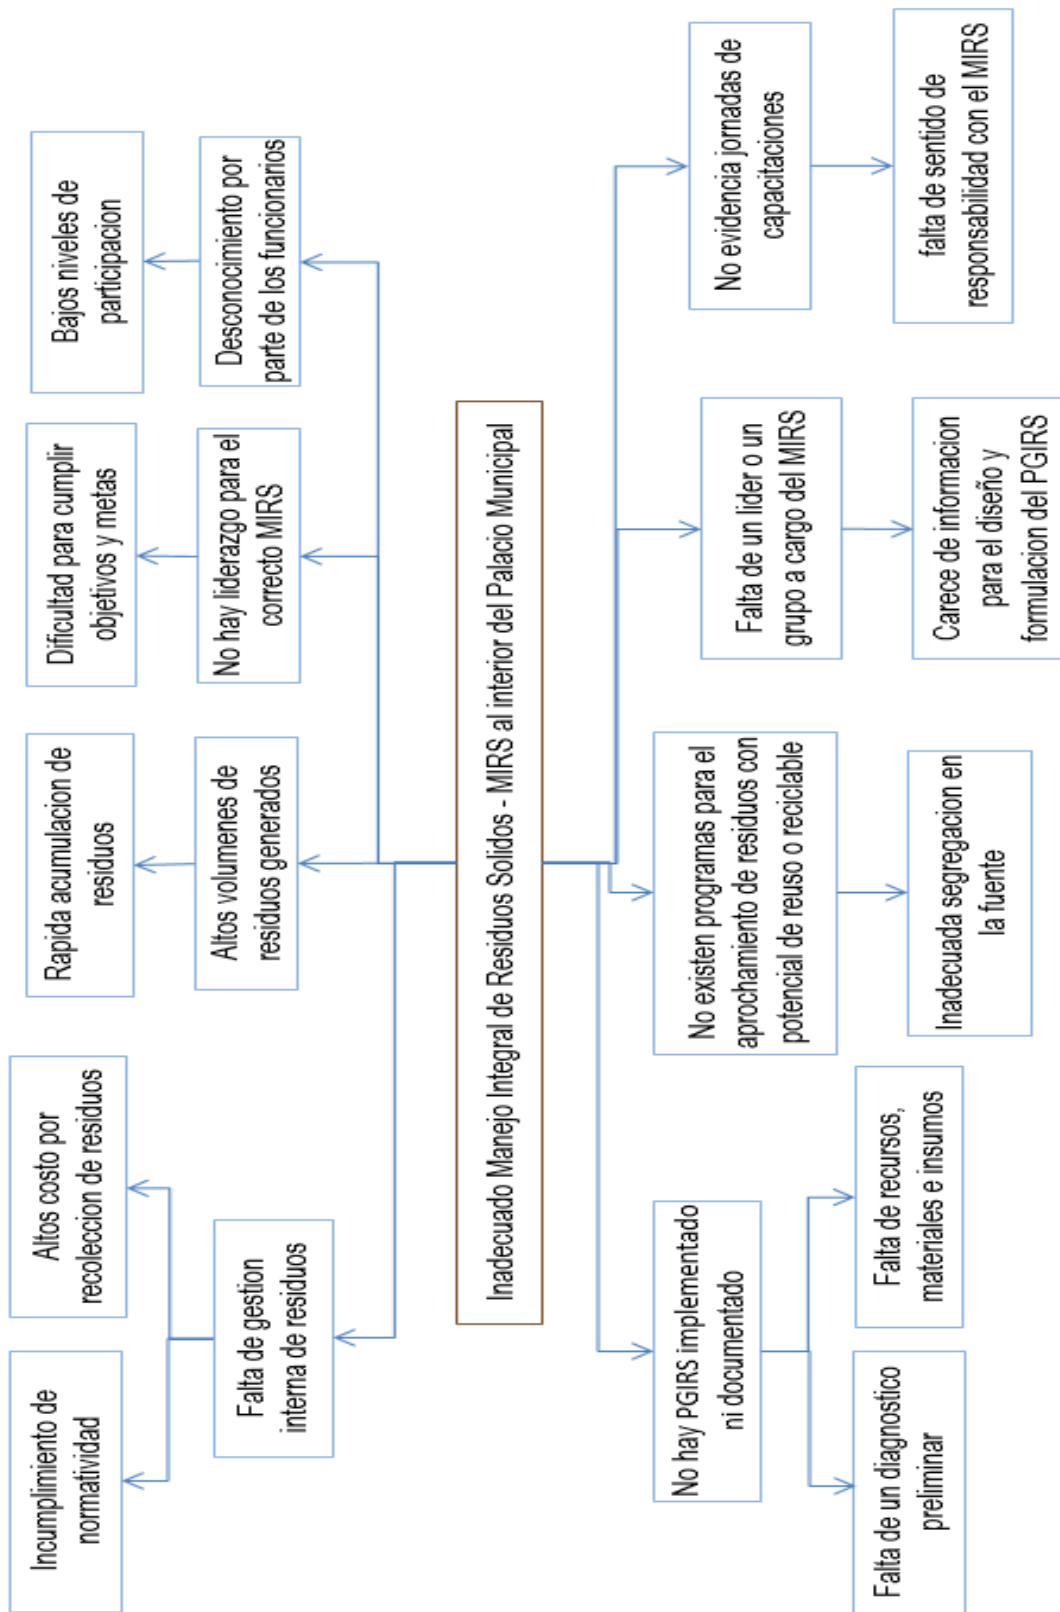 Incumplimiento de
normatividad
Altos costo por
recoleccion de residuos
Rapida acumulacion de
residuos
Dificultad para cumplir
objetivos y metas
Bajos niveles de
participacion
Falta de gestion
interna de residuos
Altos volumenes de
residuos generados
No hay liderazgo para el
correcto MIRS
Desconocimiento por
parte de los funcionarios
Inadecuado Manejo Integral de Residuos Solidos - MIRS al interior del Palacio Municipal
No hay PGIRS implementado
ni documentado
No existen programas para el
aprochamiento de residuos con
potencial de reuso o reciclable
Falta de un lider o un
grupo a cargo del MIRS
No evidencia jornadas de
capacitaciones
Falta de un diagnostico
preliminar
Falta de recursos,
materiales e insumos
Inadecuada segregacion en
la fuente
Carece de informacion
para el diseño y
formulacion del PGIRS
falta de sentido de
responsabilidad con el MIRS